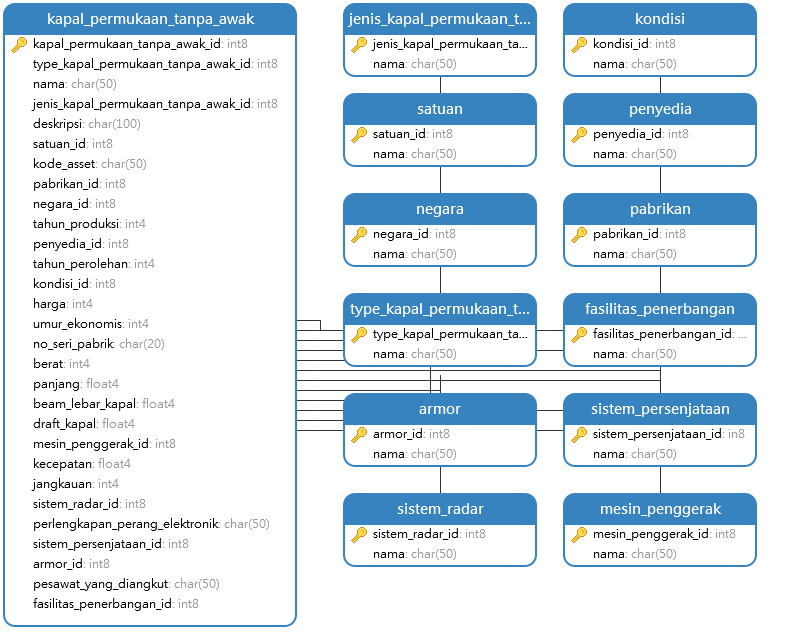 kapal_permukaan_tanpa_awak
kapal_permukaan_tanpa_awak_id: int8
type_kapal_permukaan_tanpa_awak_id: int8
nama: char(50)
jenis_kapal_permukaan_tanpa_awak_id: int8
deskripsi: char(100)
satuan_id: int8
kode_asset: char(50)
pabrikan_id: int8
negara_id: int8
tahun_produksi: int4
penyedia_id: int8
tahun_perolehan: int4
kondisi_id: int8
harga: int4
umur_ekonomis: int4
no_seri_pabrik: char(20)
berat: int4
panjang: float4
beam_lebar_kapal: float4
draft_kapal: float4
mesin_penggerak_id: int8
kecepatan: float4
jangkauan: int4
sistem_radar_id: int8
perlengkapan_perang_elektronik: char(50)
sistem_persenjataan_id: int8
armor_id: int8
pesawat_yang_diangkut: char(50)
fasilitas_penerbangan_id: int8
jenis_kapal_permukaan_t...
jenis_kapal_permukaan_ta...
nama: char(50)
satuan
satuan_id: int8
nama: char(50)
negara
negara_id: int8
nama: char(50)
type_kapal_permukaan_t...
type_kapal_permukaan_ta...
nama: char(50)
armor
armor_id: int8
nama: char(50)
sistem_radar
sistem_radar_id: int8
nama: char(50)
kondisi
kondisi_id: int8
nama: char(50)
penyedia
penyedia_id: int8
nama: char(50)
pabrikan
pabrikan_id: int8
nama: char(50)
fasilitas_penerbangan
fasilitas_penerbangan_id: ...
nama: char(50)
sistem_persenjataan
sistem_persenjataan_id: in8
nama: char(50)
mesin_penggerak
mesin_penggerak_id: int8
nama: char(50)